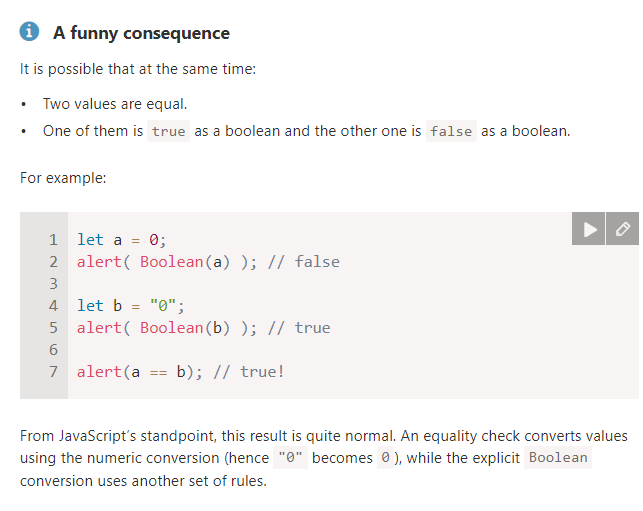 A funny consequence
It is possible that at the same time:
• Two values are equal.
• One of them is true as a boolean and the other one is false as a boolean.
For example:
1 let a = 0;
2 alert( Boolean(a) ); // false
3
4 let b = "0";
5 alert( Boolean(b) ); // true
6
7 alert(a == b); // true!
From JavaScript’s standpoint, this result is quite normal. An equality check converts values
using the numeric conversion (hence "0" becomes 0), while the explicit Boolean
conversion uses another set of rules.